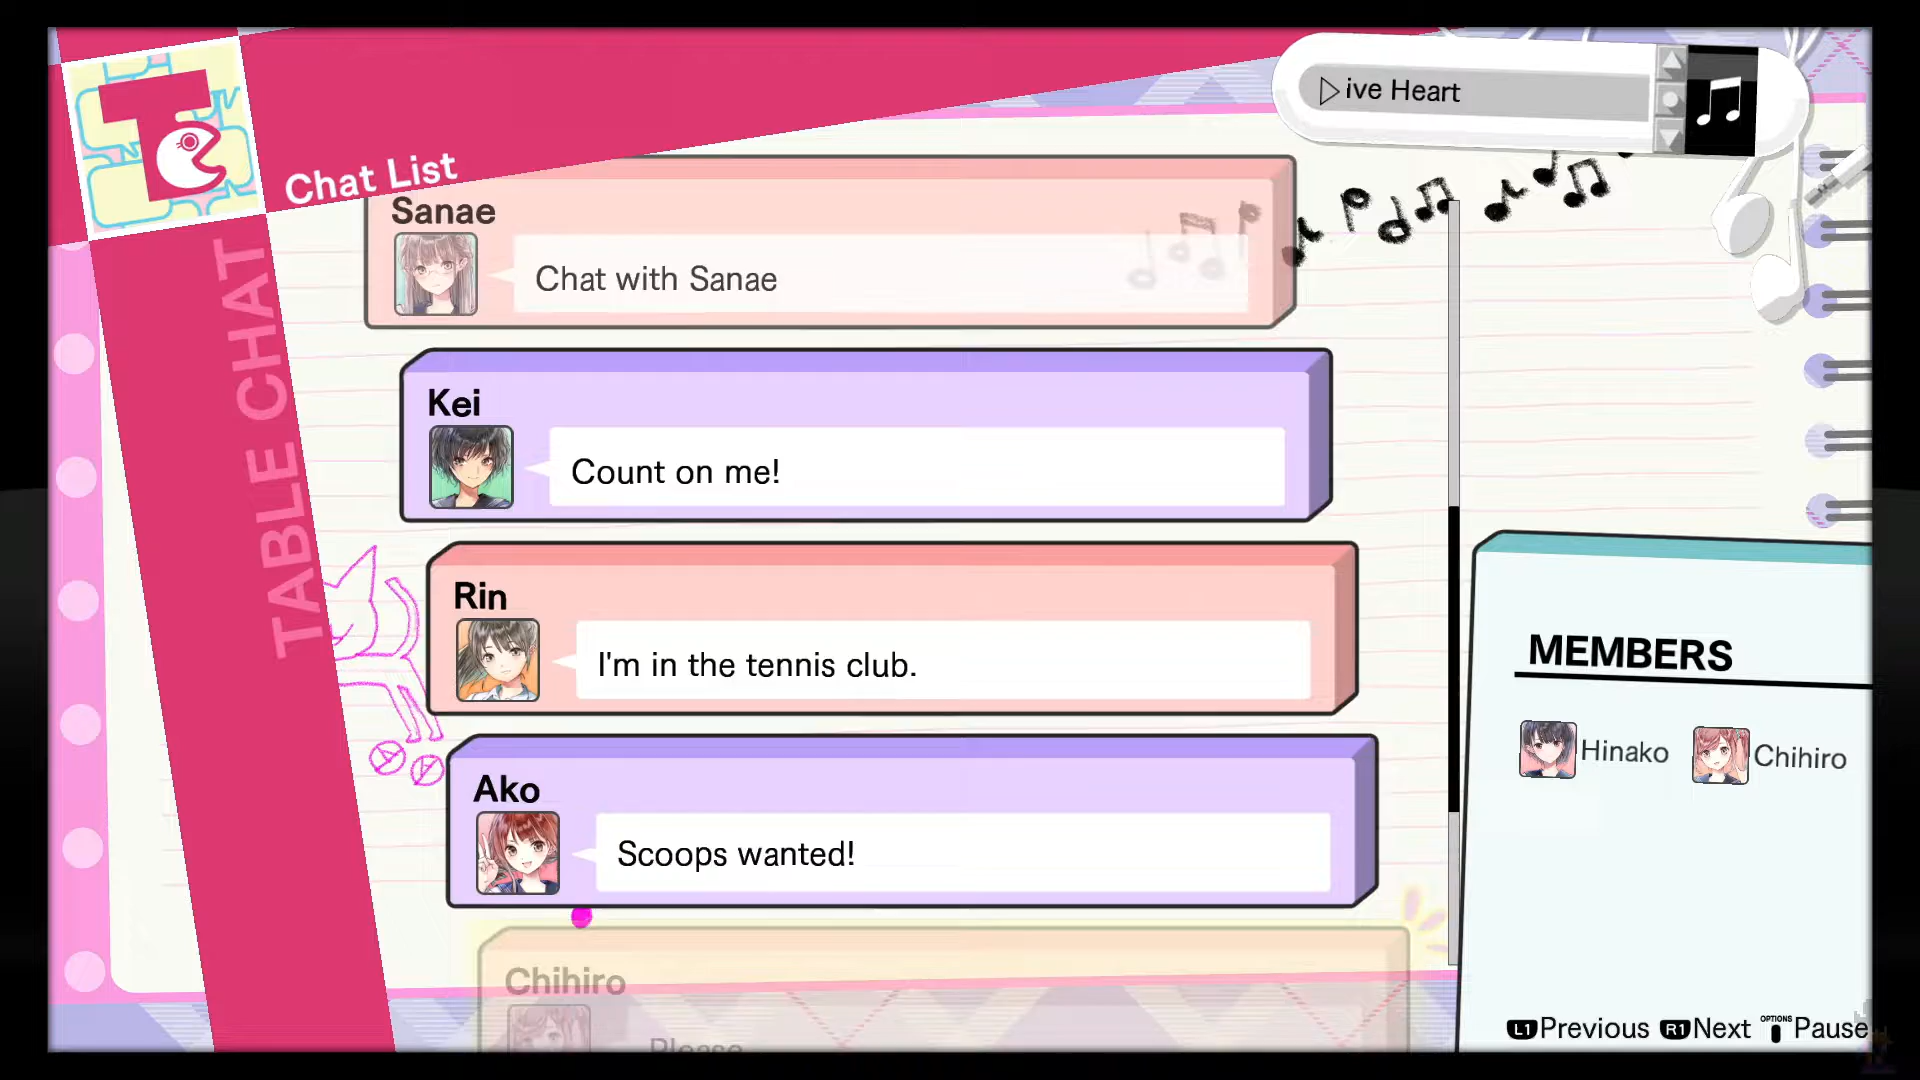 ive Heart
Chat List
TABLE CHAT
Sanae
Chat with Sanae
Kei
Count on me!
Rin
I'm in the tennis club.
Ako
Scoops wanted!
Chihiro
Please
MEMBERS
Hinako Chihiro
L1 Previous R1 Next OPTIONS Pause